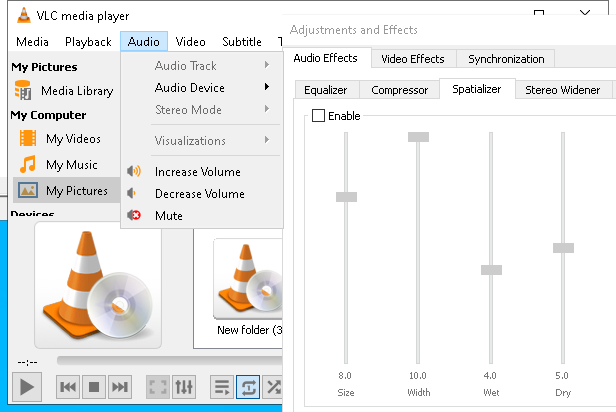 VLC media player
Media Playback Audio Video Subtitle
My Pictures
Media Library
My Computer
My Videos
My Music
My Pictures
Devices
Audio Track
Audio Device
Stereo Mode
Visualizations
Increase Volume
Decrease Volume
Mute
New folder (3
--:--
Adjustments and Effects
Audio Effects Video Effects Synchronization
Equalizer Compressor Spatializer Stereo Widener
Enable
8.0 10.0 4.0 5.0
Size Width Wet Dry